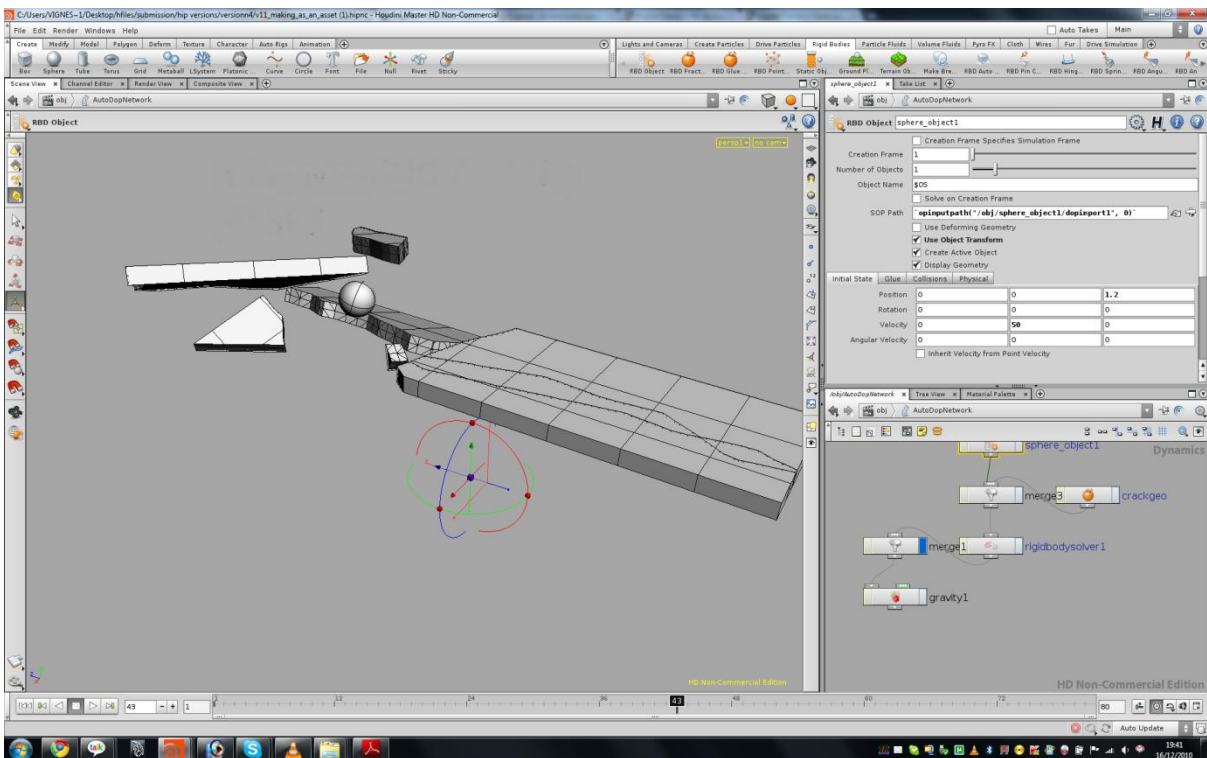 C:/Users/VIGNES~1/Desktop/hfiles/submission/hip versions/versionn4/v11_making_as_an_asset (1).hipnc - Houdini Master HD Non-Commercial
File Edit Render Windows Help
Auto Takes Main
Create Modify Model Polygon Deform Texture Character Auto Rigs Animation
Lights and Cameras Create Particles Drive Particles Rigid Bodies Particle Fluids Volume Fluids Pyro FX Cloth Wires Fur Drive Simulation
Box Sphere Tube Torus Grid Metaball LSystem Platonic ... Curve Circle Font File Null Rivet Sticky
RBD Object RBD Fract... RBD Glue ... RBD Point... Static Obj... Ground Pl... Terrain Ob... Make Bre... RBD Auto ... RBD Pin C... RBD Hing... RBD Sprin... RBD Angu... RBD An
Scene View Channel Editor Render View Composite View
sphere_object1 Take List
obj AutoDopNetwork
obj AutoDopNetwork
RBD Object
RBD Object sphere_object1
persp1 no cam
Creation Frame Specifies Simulation Frame
Creation Frame 1
Number of Objects 1
Object Name $OS
Solve on Creation Frame
SOP Path `opinputpath("/obj/sphere_object1/dopimport1", 0)`
Use Deforming Geometry
Use Object Transform
Create Active Object
Display Geometry
Initial State Glue Collisions Physical
Position 0 0 1.2
Rotation 0 0 0
Velocity 0 50 0
Angular Velocity 0 0 0
Inherit Velocity from Point Velocity
/obj/AutoDopNetwork Tree View Material Palette
obj AutoDopNetwork
sphere_object1
Dynamics
merge3 crackgeo
merge1 rigidbodysolver1
gravity1
HD Non-Commercial Edition
HD Non-Commercial Edition
43 1 1 12 24 36 43 48 60 72 80
Auto Update
talk
19:41
16/12/2010